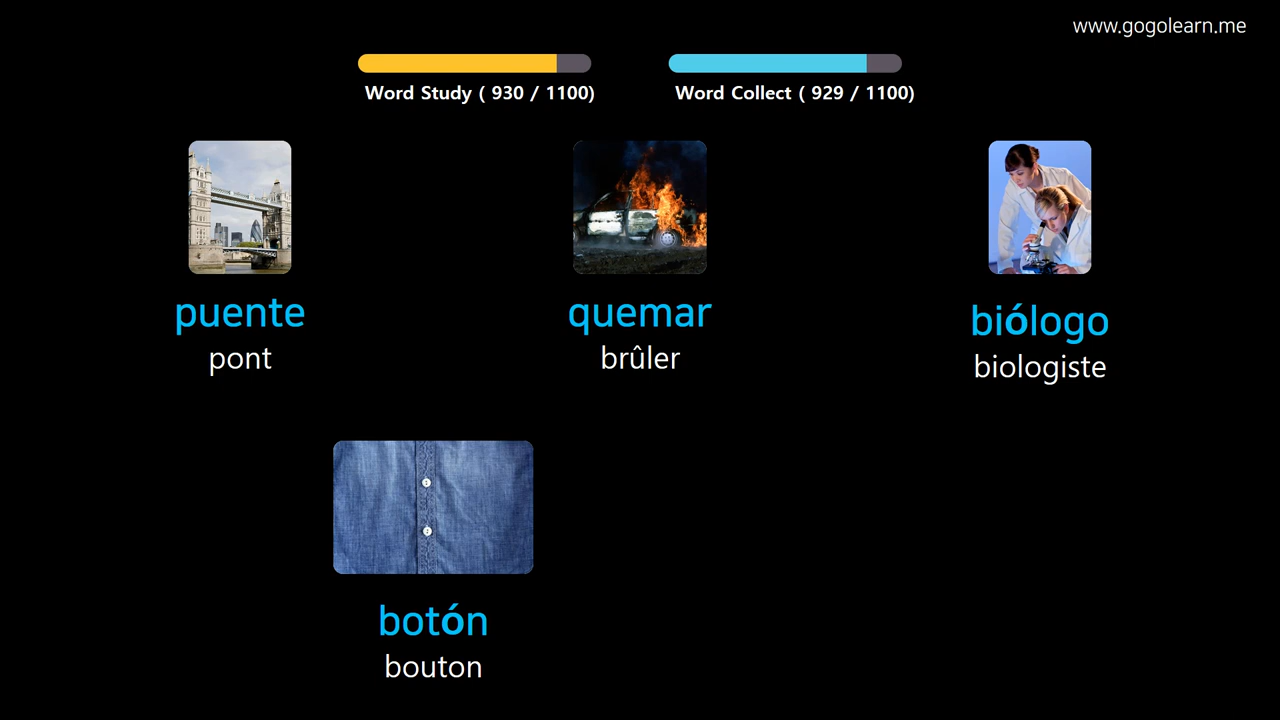 www.gogolearn.me
Word Study ( 930 / 1100)
Word Collect ( 929 / 1100)
puente
pont
quemar
brûler
biólogo
biologiste
botón
bouton